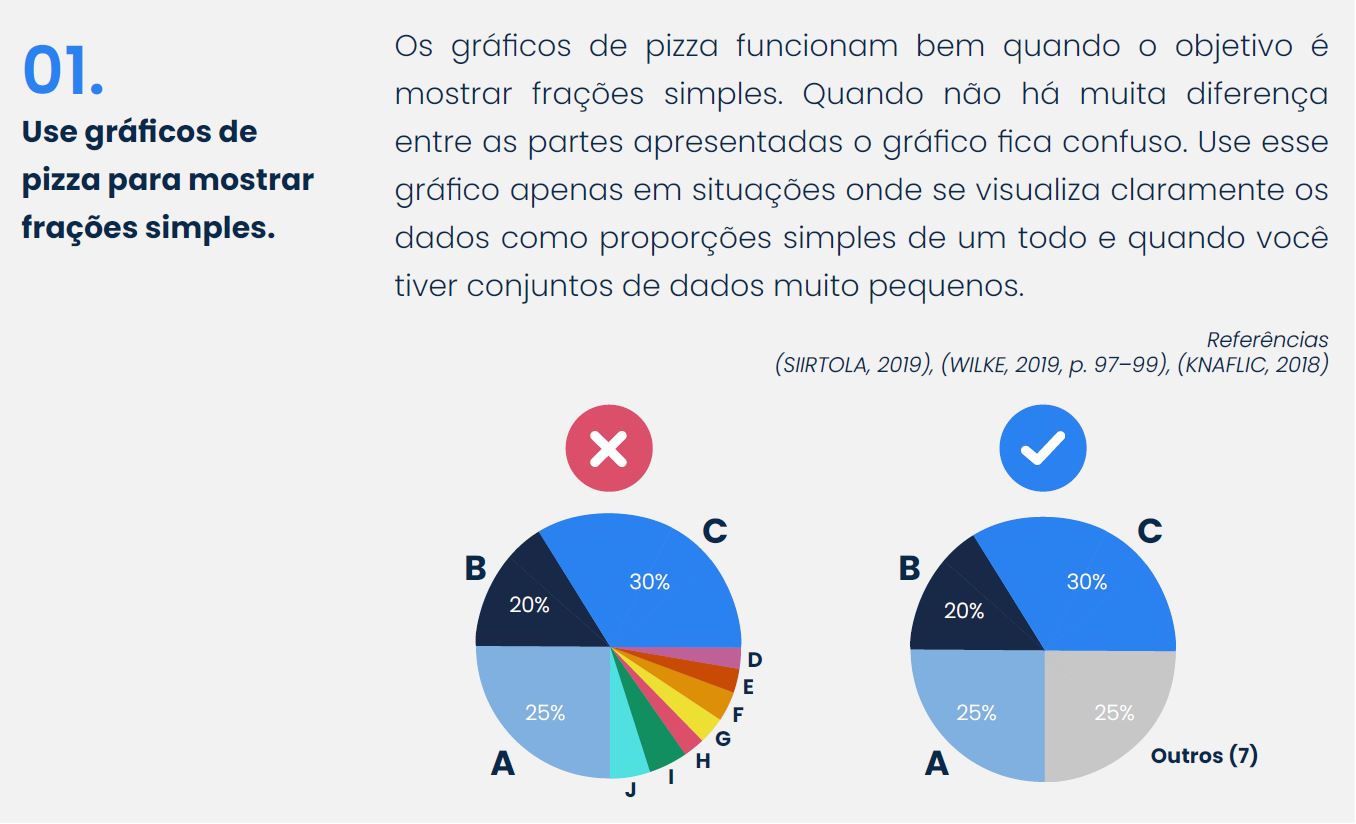 01.
Use gráficos de
pizza para mostrar
frações simples.
Os gráficos de pizza funcionam bem quando o objetivo é
mostrar frações simples. Quando não há muita diferença
entre as partes apresentadas o gráfico fica confuso. Use esse
gráfico apenas em situações onde se visualiza claramente os
dados como proporções simples de um todo e quando você
tiver conjuntos de dados muito pequenos.
Referências
(SIIRTOLA, 2019), (WILKE, 2019, p. 97–99), (KNAFLIC, 2018)
C
B
30%
20%
D
E
25%
F
G
A
H
I
J
C
B
30%
20%
25%
25%
A
Outros (7)